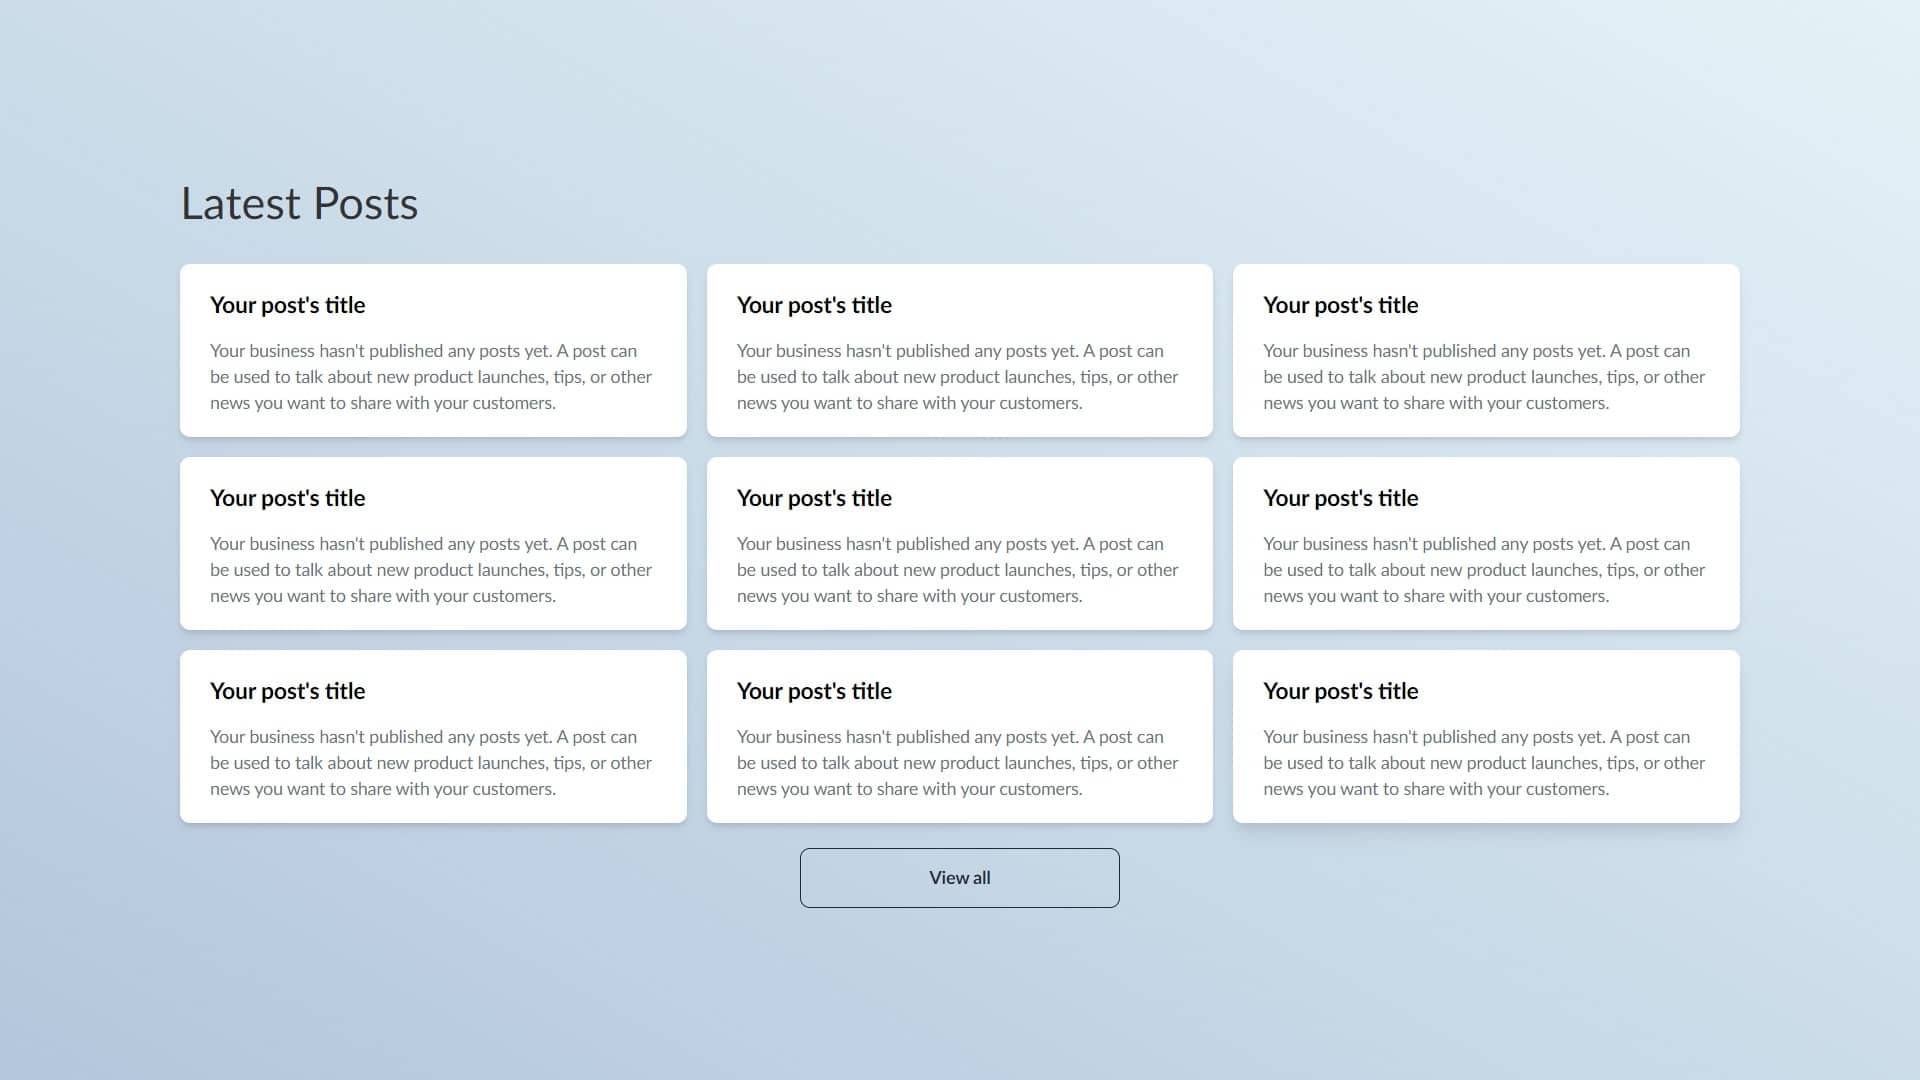 Latest Posts
Your post's title
Your business hasn't published any posts yet. A post can
be used to talk about new product launches, tips, or other
news you want to share with your customers.
Your post's title
Your business hasn't published any posts yet. A post can
be used to talk about new product launches, tips, or other
news you want to share with your customers.
Your post's title
Your business hasn't published any posts yet. A post can
be used to talk about new product launches, tips, or other
news you want to share with your customers.
Your post's title
Your business hasn't published any posts yet. A post can
be used to talk about new product launches, tips, or other
news you want to share with your customers.
Your post's title
Your business hasn't published any posts yet. A post can
be used to talk about new product launches, tips, or other
news you want to share with your customers.
Your post's title
Your business hasn't published any posts yet. A post can
be used to talk about new product launches, tips, or other
news you want to share with your customers.
Your post's title
Your business hasn't published any posts yet. A post can
be used to talk about new product launches, tips, or other
news you want to share with your customers.
Your post's title
Your business hasn't published any posts yet. A post can
be used to talk about new product launches, tips, or other
news you want to share with your customers.
Your post's title
Your business hasn't published any posts yet. A post can
be used to talk about new product launches, tips, or other
news you want to share with your customers.
View all